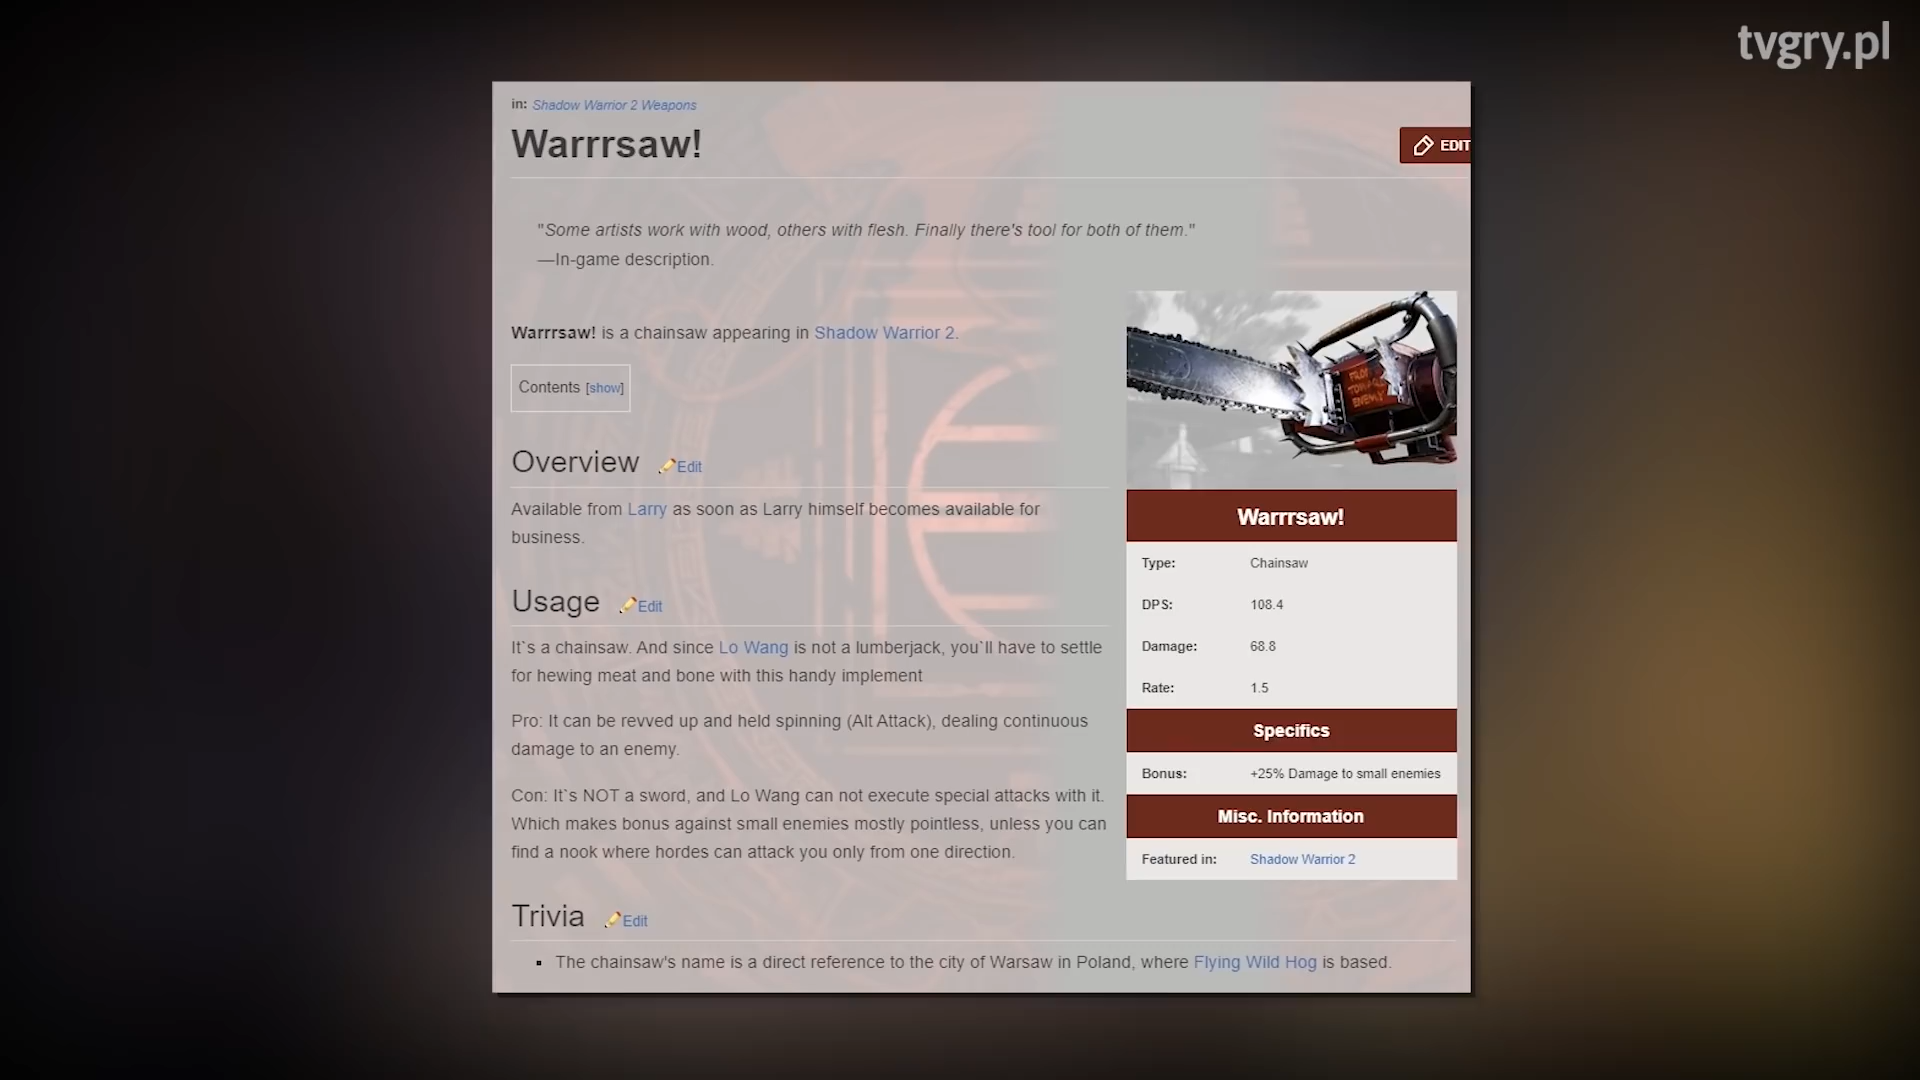 tvgry.pl
in: Shadow Warrior 2 Weapons
Warrrsaw!
EDIT
"Some artists work with wood, others with flesh. Finally there's tool for both of them."
—In-game description.
Warrrsaw! is a chainsaw appearing in Shadow Warrior 2.
Contents [show]
Overview Edit
Available from Larry as soon as Larry himself becomes available for
business.
Usage Edit
It`s a chainsaw. And since Lo Wang is not a lumberjack, you`ll have to settle
for hewing meat and bone with this handy implement
Pro: It can be revved up and held spinning (Alt Attack), dealing continuous
damage to an enemy.
Con: It`s NOT a sword, and Lo Wang can not execute special attacks with it.
Which makes bonus against small enemies mostly pointless, unless you can
find a nook where hordes can attack you only from one direction.
FRONT
TOWARDS
ENEMY
Warrrsaw!
Type: Chainsaw
DPS: 108.4
Damage: 68.8
Rate: 1.5
Specifics
Bonus: +25% Damage to small enemies
Misc. Information
Featured in: Shadow Warrior 2
Trivia Edit
▪ The chainsaw's name is a direct reference to the city of Warsaw in Poland, where Flying Wild Hog is based.